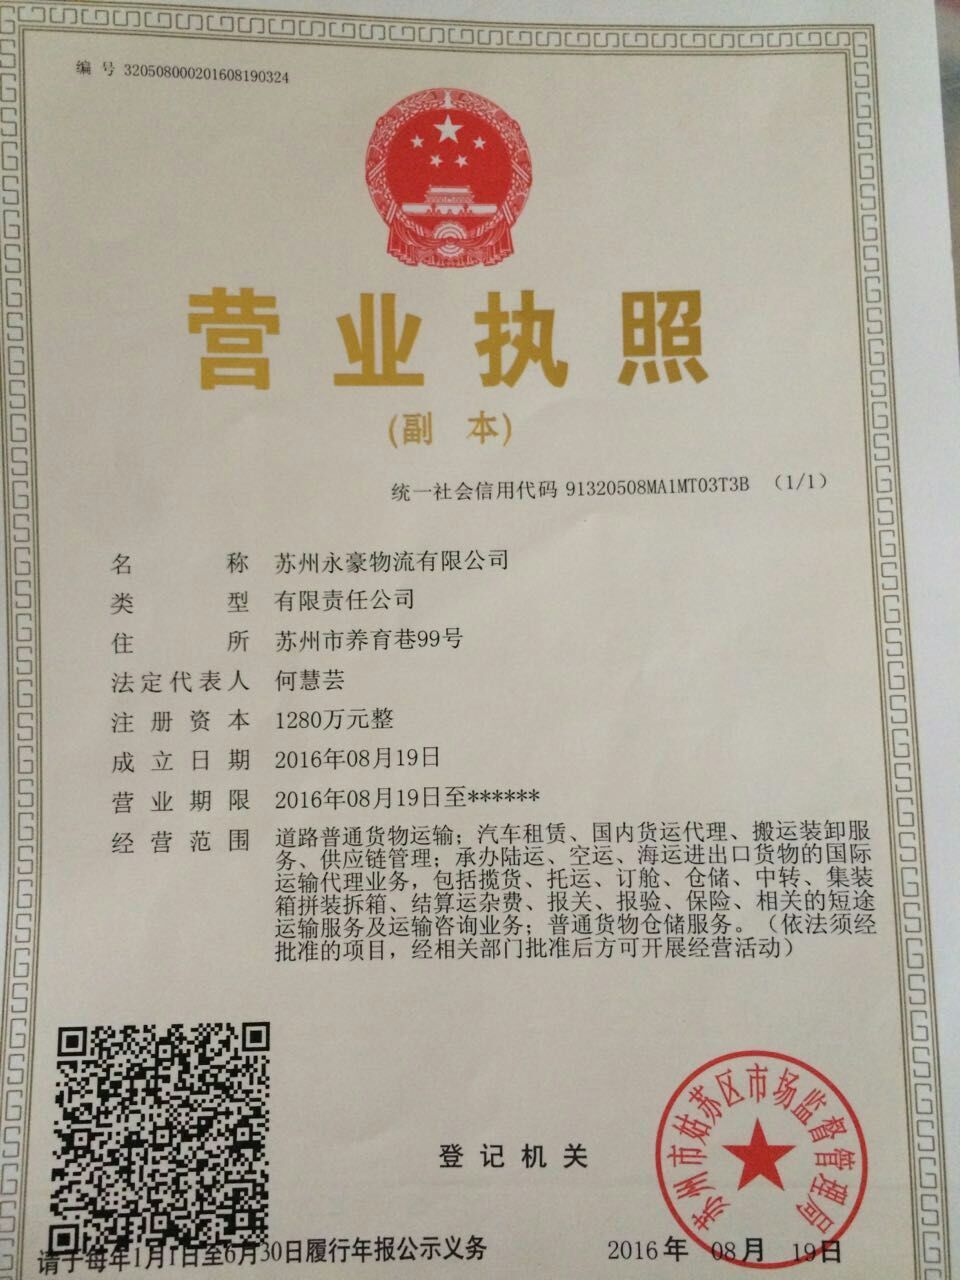 编 号 320508000201608190324
营业执照
(副 本)
统一社会信用代码 91320508MA1MT03T3B （1/1）
名 称 苏州永豪物流有限公司
类 型 有限责任公司
住 所 苏州市养育巷99号
法定代表人 何慧芸
注册资本 1280万元整
成立日期 2016年08月19日
营业期限 2016年08月19日至******
经营范围 道路普通货物运输；汽车租赁、国内货运代理、搬运装卸服
务、供应链管理；承办陆运、空运、海运进出口货物的国际
运输代理业务，包括揽货、托运、订舱、仓储、中转、集装
箱拼装拆箱、结算运杂费、报关、报验、保险、相关的短途
运输服务及运输咨询业务；普通货物仓储服务。（依法须经
批准的项目，经相关部门批准后方可开展经营活动）
登记机关
苏州市姑苏区市场监督管理局
请于每年1月1日至6月30日履行年报公示义务
2016年 08月 19日